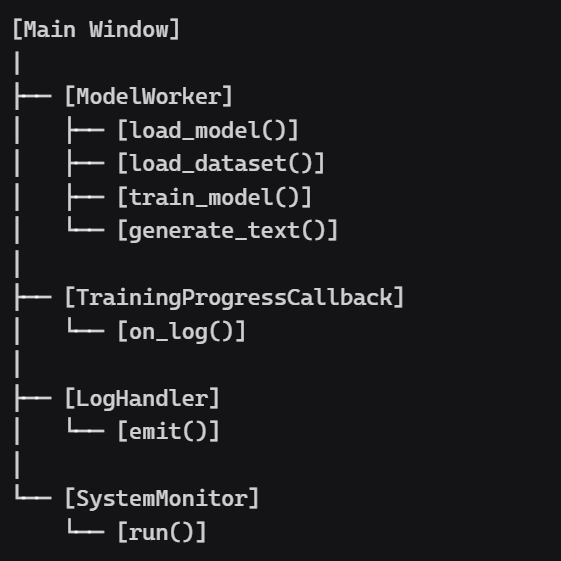 [Main Window]
│
├── [ModelWorker]
│   ├── [load_model()]
│   ├── [load_dataset()]
│   ├── [train_model()]
│   └── [generate_text()]
│
├── [TrainingProgressCallback]
│   └── [on_log()]
│
├── [LogHandler]
│   └── [emit()]
│
└── [SystemMonitor]
    └── [run()]